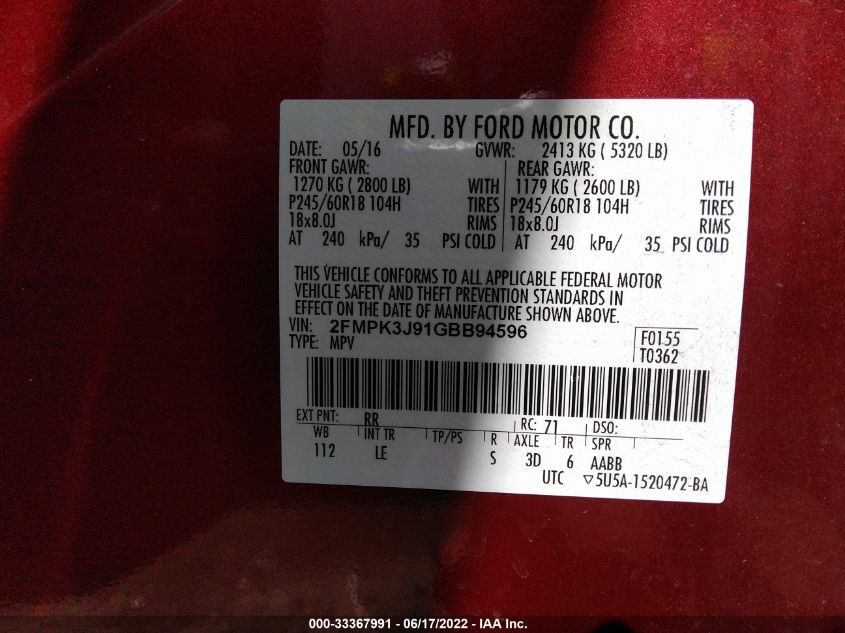 MFD. BY FORD MOTOR CO.
DATE: 05/16 GVWR: 2413 KG ( 5320 LB)
FRONT GAWR: REAR GAWR:
1270 KG ( 2800 LB) WITH 1179 KG ( 2600 LB) WITH
P245/60R18 104H TIRES P245/60R18 104H TIRES
18x8.0J RIMS 18x8.0J RIMS
AT 240 kPa/ 35 PSI COLD AT 240 kPa/ 35 PSI COLD
THIS VEHICLE CONFORMS TO ALL APPLICABLE FEDERAL MOTOR
VEHICLE SAFETY AND THEFT PREVENTION STANDARDS IN
EFFECT ON THE DATE OF MANUFACTURE SHOWN ABOVE.
VIN: 2FMPK3J91GBB94596
TYPE: MPV
F0155
T0362
EXT PNT: RR RC: 71 DSO:
WB INT TR TP/PS R AXLE TR SPR
112 LE S 3D 6 AABB
UTC ▽5U5A-1520472-BA
000-33367991 - 06/17/2022 - IAA Inc.